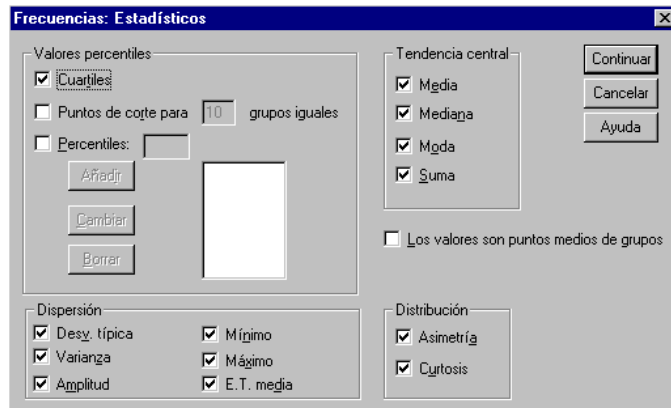 Frecuencias: Estadísticos
Valores percentiles
Cuartiles
Puntos de corte para 10 grupos iguales
Percentiles:
Añadir
Cambiar
Borrar
Tendencia central
Media
Mediana
Moda
Suma
Continuar
Cancelar
Ayuda
Los valores son puntos medios de grupos
Dispersión
Desv. típica
Mínimo
Varianza
Máximo
Amplitud
E.T. media
Distribución
Asimetría
Curtosis